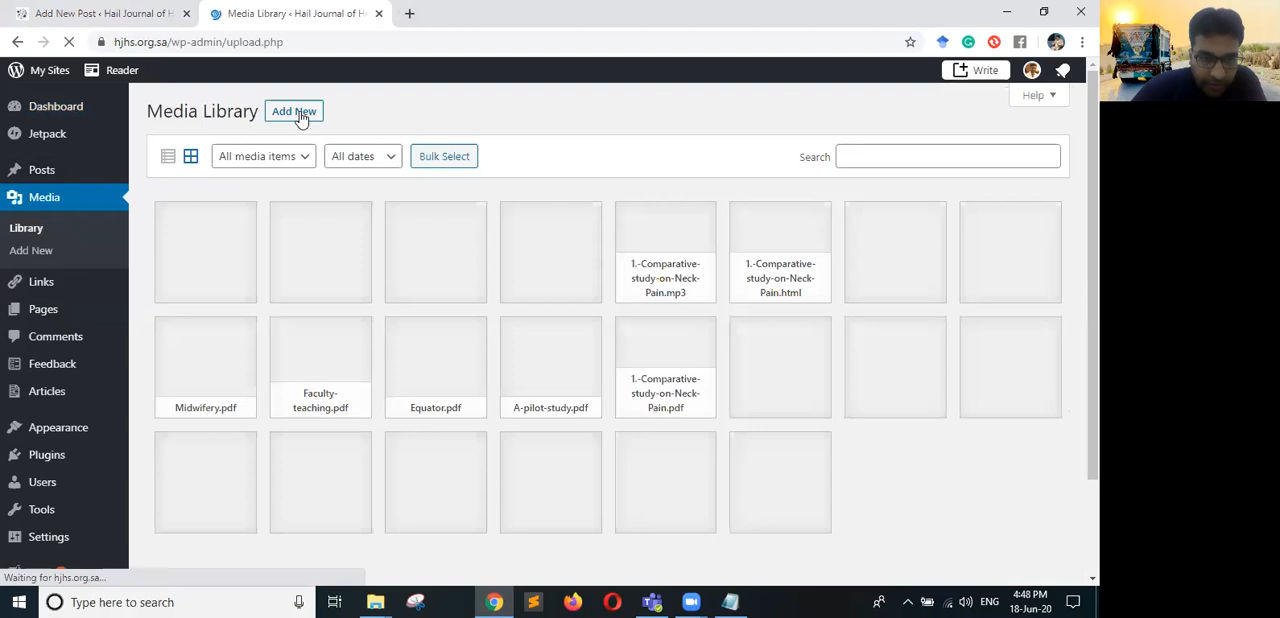 Add New Post ‹ Hail Journal of He
Media Library ‹ Hail Journal of H
hjhs.org.sa/wp-admin/upload.php
My Sites
Reader
Write
Dashboard
Media Library
Add New
Help
Jetpack
All media items
All dates
Bulk Select
Search
Posts
Media
Library
Add New
1.-Comparative-
study-on-Neck-
Pain.mp3
1.-Comparative-
study-on-Neck-
Pain.html
Links
Pages
Comments
Feedback
Articles
Midwifery.pdf
Faculty-
teaching.pdf
Equator.pdf
A-pilot-study.pdf
1.-Comparative-
study-on-Neck-
Pain.pdf
Appearance
Plugins
Users
Tools
Settings
Waiting for hjhs.org.sa...
Type here to search
ENG
4:48 PM
18-Jun-20